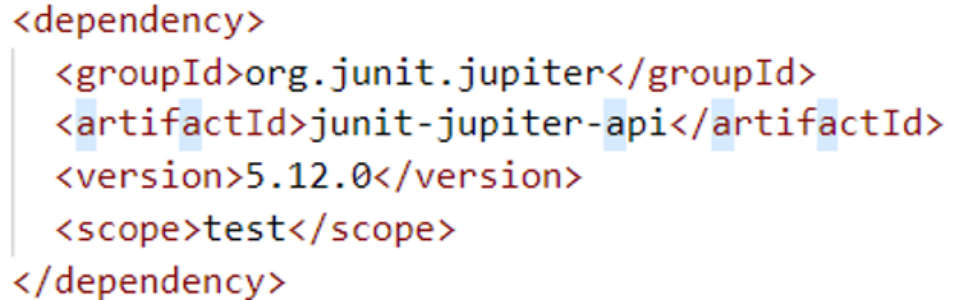 <dependency>
<groupId>org.junit.jupiter</groupId>
<artifactId>junit-jupiter-api</artifactId>
<version>5.12.0</version>
<scope>test</scope>
</dependency>